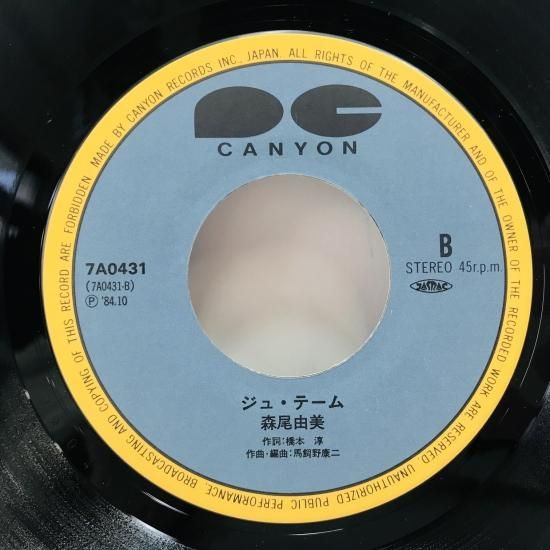 MADE BY CANYON RECORDS INC., JAPAN, ALL RIGHTS OF THE MANUFACTURER AND OF THE OWNER OF THE RECORDED WORK ARE RESERVED UNAUTHORIZED PUBLIC PERFORMANCE, BROADCASTING AND COPYING OF THIS RECORD ARE FORBIDDEN
CANYON
7A0431
(7A0431-B)
Ⓟ '84.10
B
STEREO 45r.p.m.
JASRAC
ジュ・テーム
森尾由美
作詞:橋本 淳
作曲・編曲:馬飼野康二